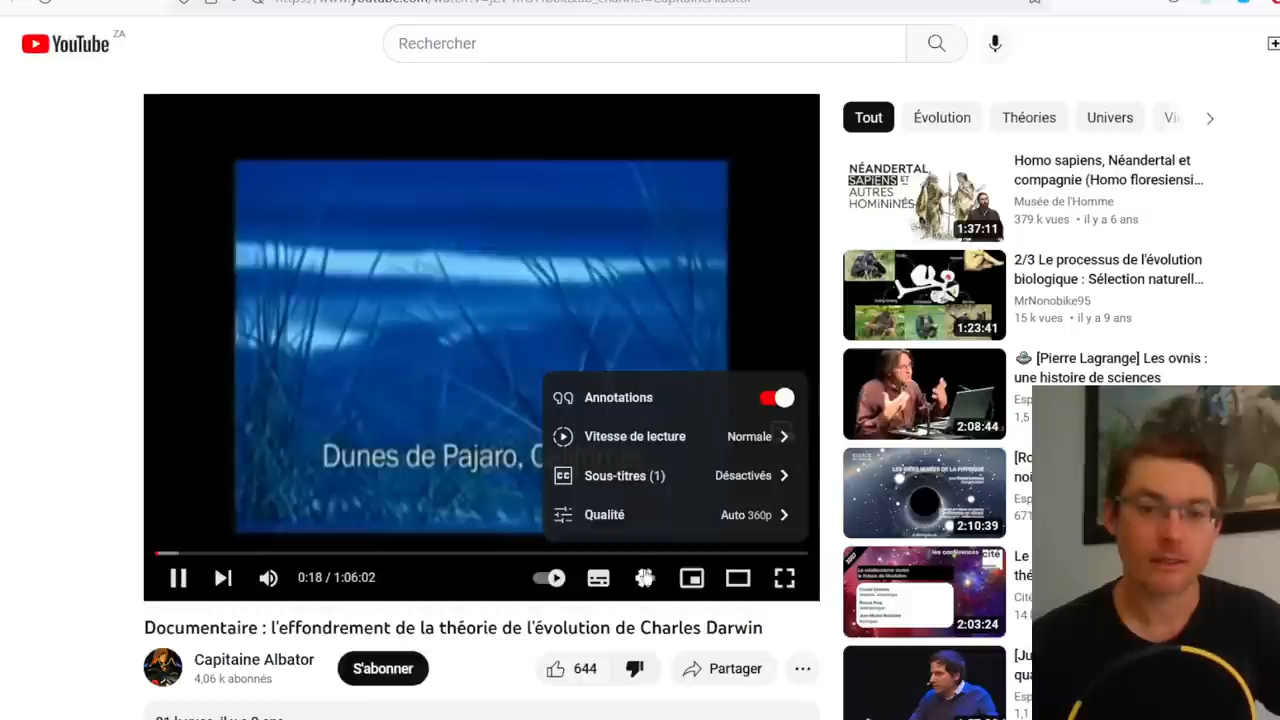 YouTube ZA
Rechercher
Tout
Évolution
Théories
Univers
Dunes de Pajaro, C
Annotations
Vitesse de lecture Normale
Sous-titres (1) Désactivés
Qualité Auto 360p
0:18 / 1:06:02
Documentaire : l'effondrement de la théorie de l'évolution de Charles Darwin
Capitaine Albator
4,06 k abonnés
S'abonner
644
Partager
NÉANDERTAL,
SAPIENS ET
AUTRES
HOMININÉS
1:37:11
Homo sapiens, Néandertal et
compagnie (Homo floresiensi...
Musée de l'Homme
379 k vues • il y a 6 ans
1:23:41
2/3 Le processus de l'évolution
biologique : Sélection naturell...
MrNonobike95
15 k vues • il y a 9 ans
2:08:44
[Pierre Lagrange] Les ovnis :
une histoire de sciences
Esp
1,5
2:10:39
[Ro
noi
Esp
671
les conférences cité
2:03:24
Le
thé
Cité
14 k
[Ju
qua
Esp
1,1